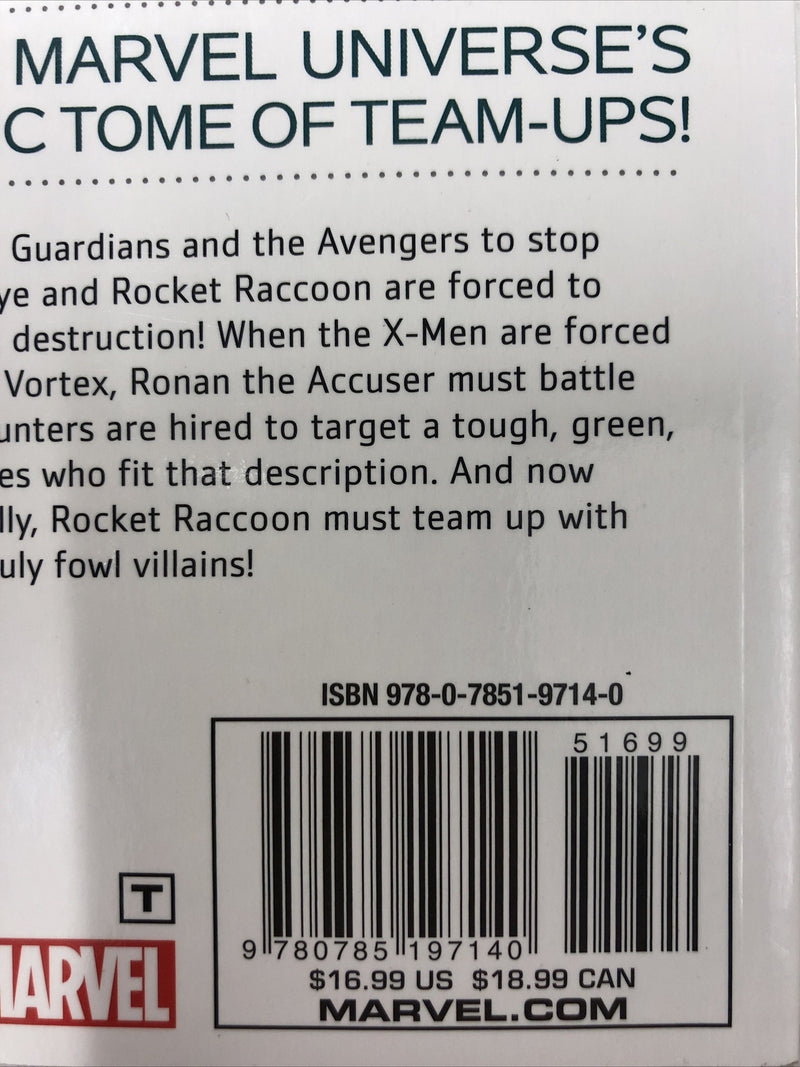 MARVEL UNIVERSE'S
C TOME OF TEAM-UPS!
Guardians and the Avengers to stop
ye and Rocket Raccoon are forced to
destruction! When the X-Men are forced
Vortex, Ronan the Accuser must battle
unters are hired to target a tough, green,
es who fit that description. And now
lly, Rocket Raccoon must team up with
uly fowl villains!
ISBN 978-0-7851-9714-0
51699
9 780785 197140
$16.99 US $18.99 CAN
MARVEL.COM
T
MARVEL